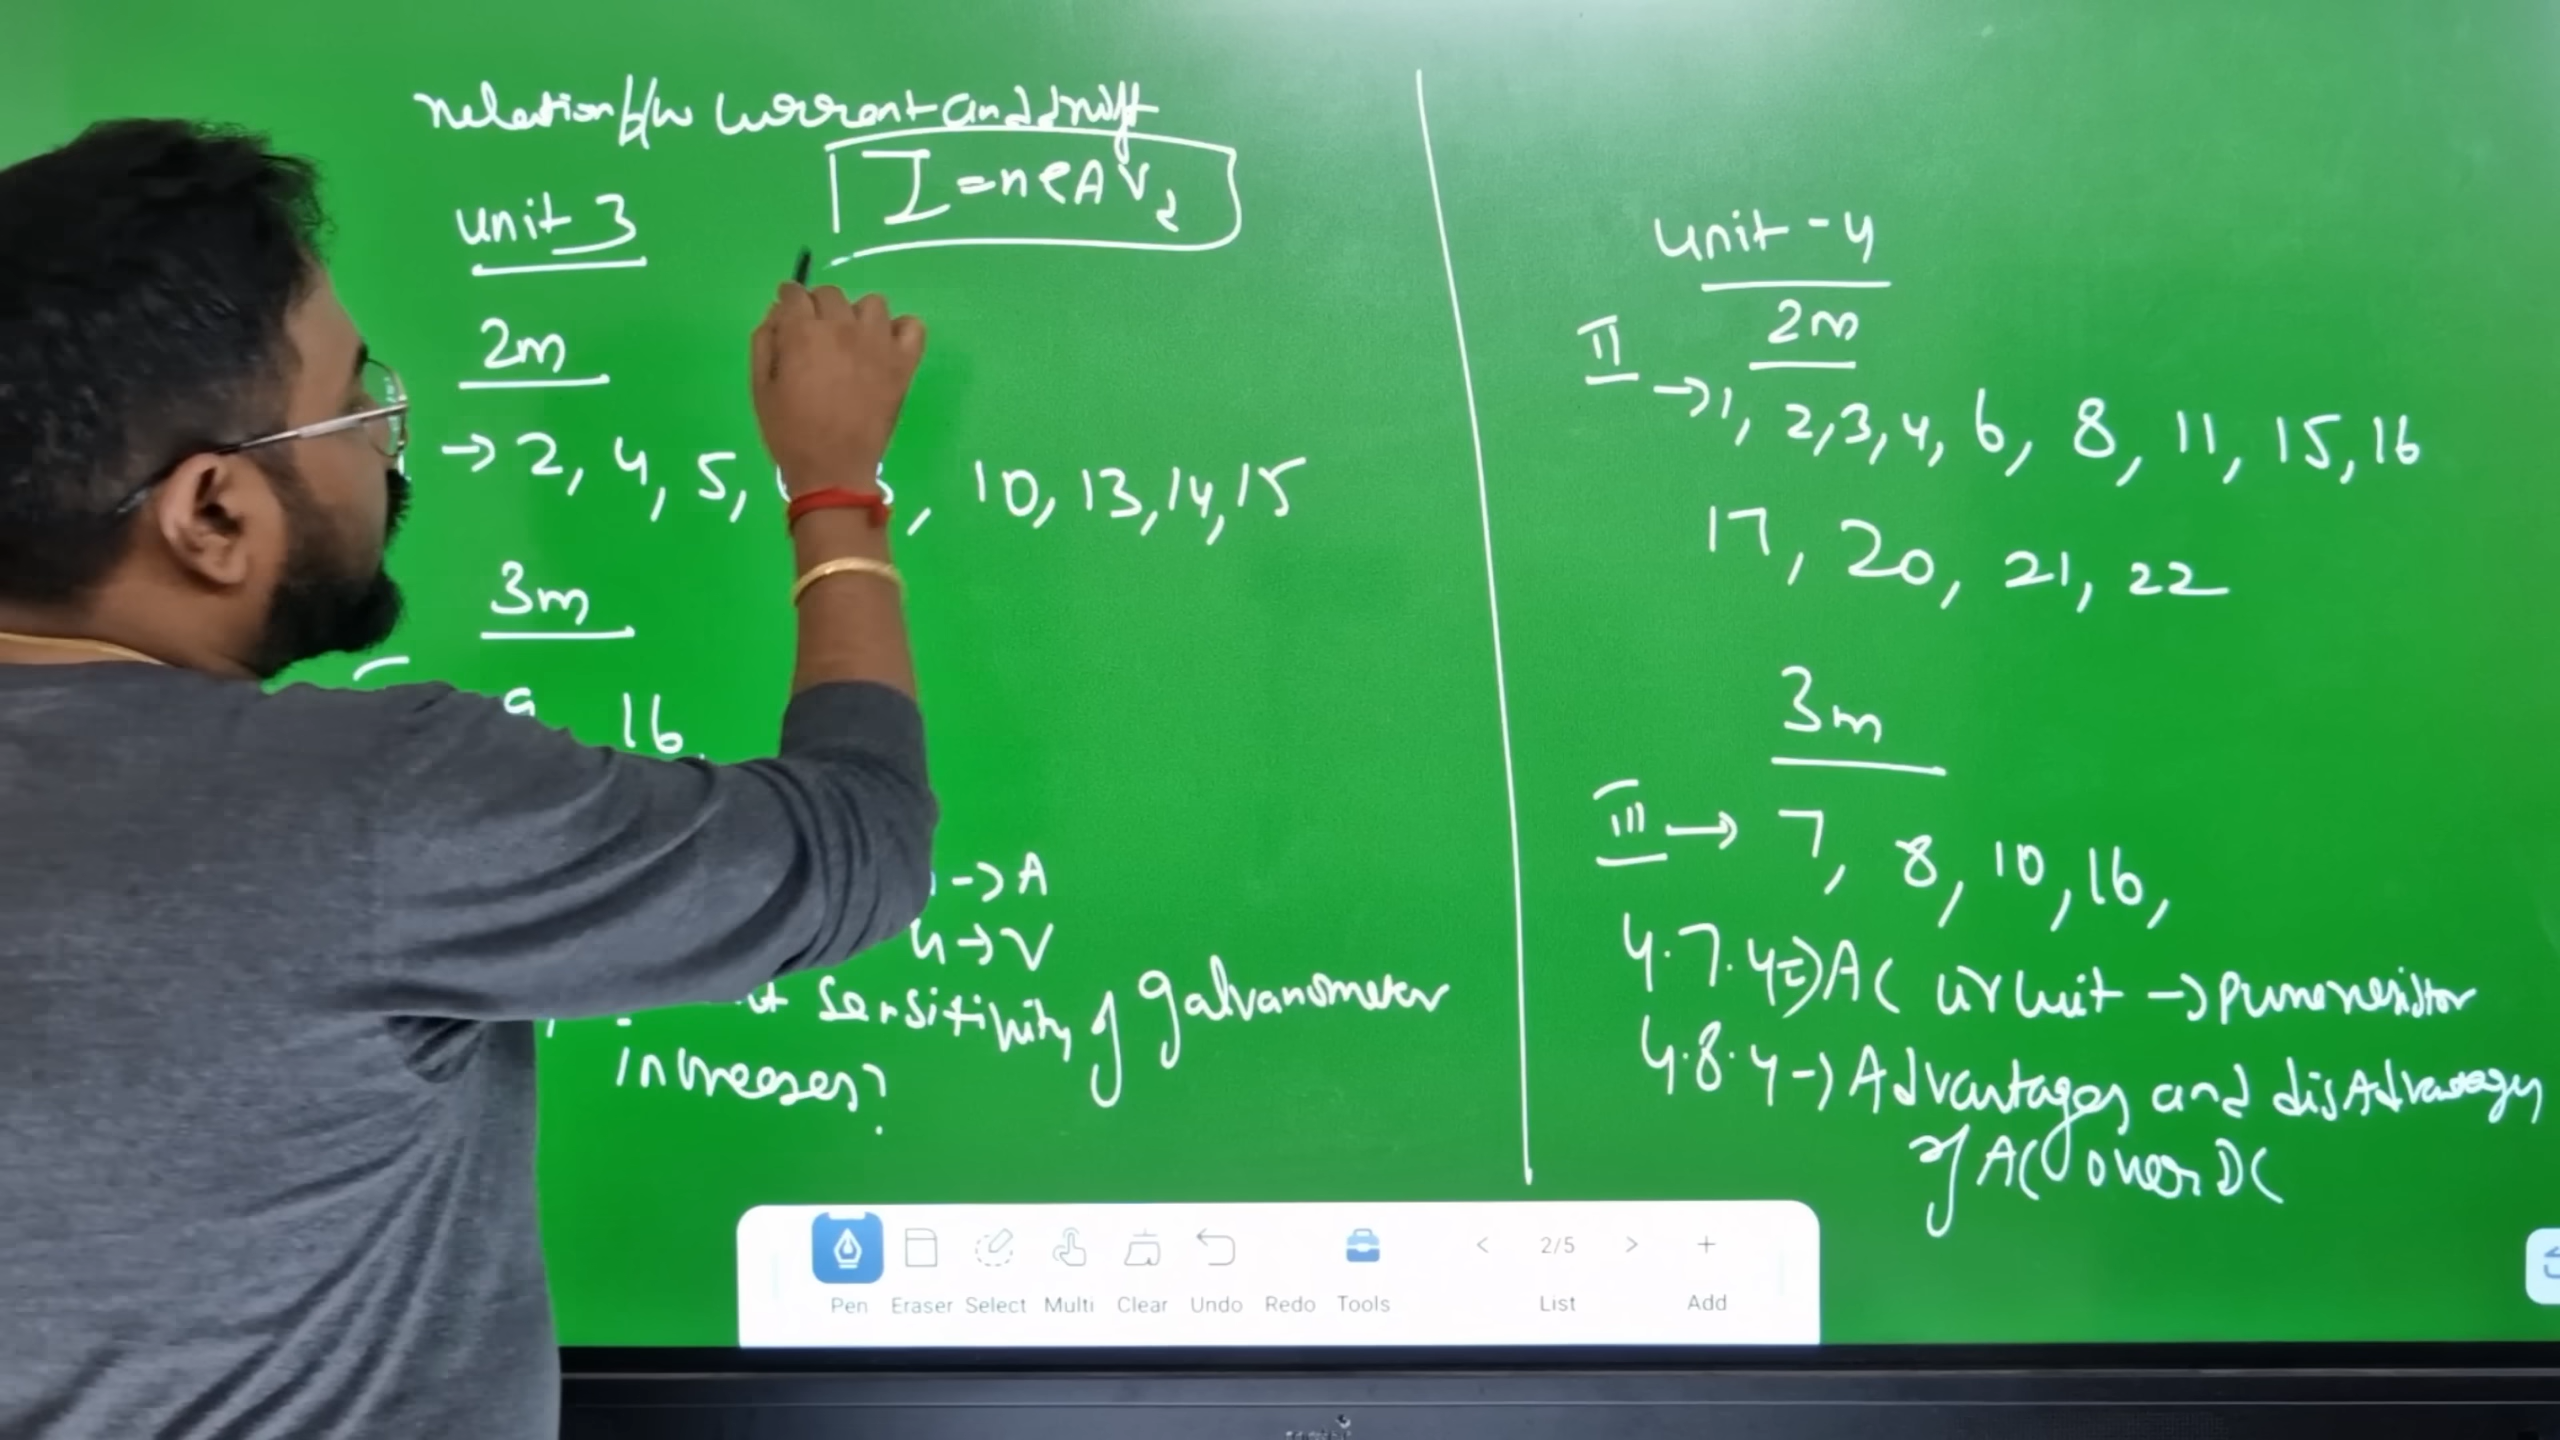 relation b/w current and drift
I = neAVd
unit 3
2m
→ 2, 4, 5, 10, 13, 14, 15
3m
9 16
→ A
G → V
sensitivity of galvanometer
increases?
unit - 4
2m
II → 1, 2, 3, 4, 6, 8, 11, 15, 16
17, 20, 21, 22
3m
III → 7, 8, 10, 16,
4.7.4 ⇒ AC circuit → pure resistor
4.8.4 → Advantages and disAdvantages
of AC over DC
Pen Eraser Select Multi Clear Undo Redo Tools List Add
< 2/5 > +